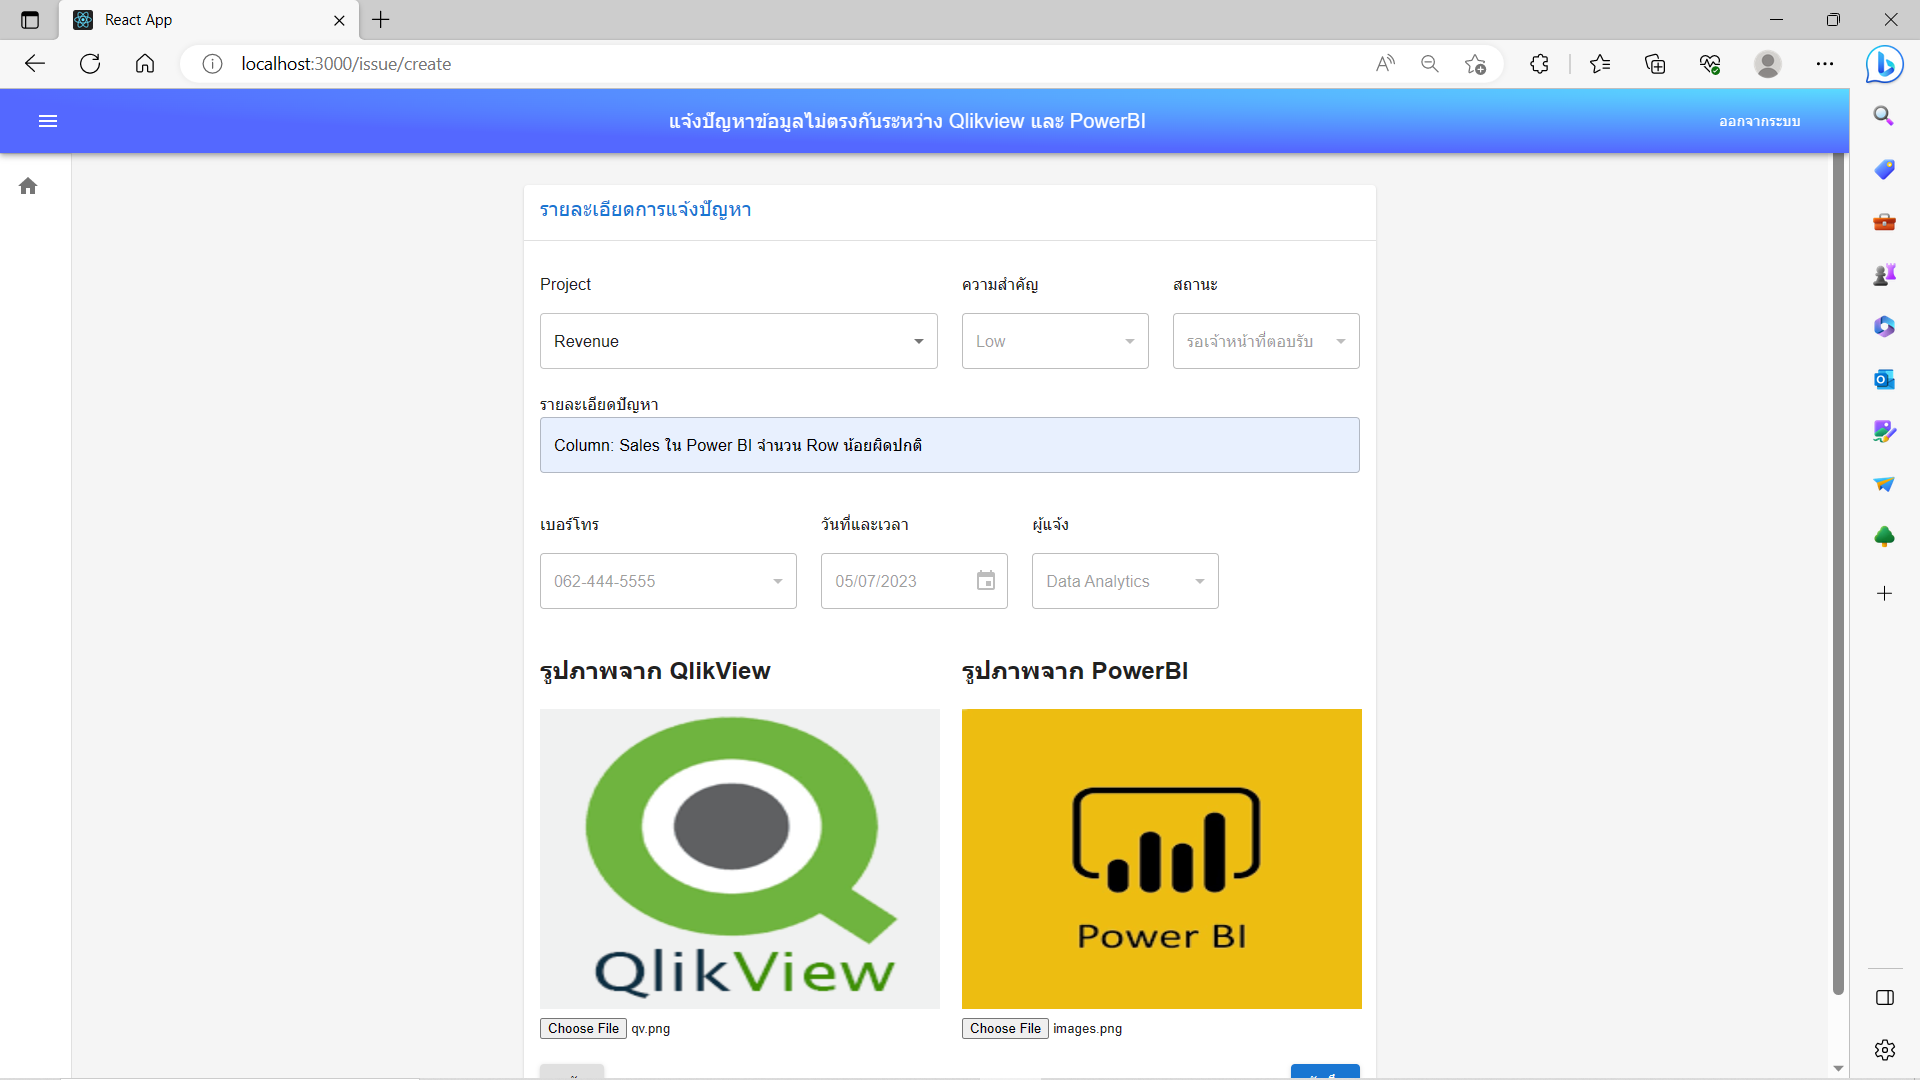 React App
localhost:3000/issue/create
แจ้งปัญหาข้อมูลไม่ตรงกันระหว่าง Qlikview และ PowerBI
ออกจากระบบ
รายละเอียดการแจ้งปัญหา
Project
ความสำคัญ
สถานะ
Revenue
Low
รอเจ้าหน้าที่ตอบรับ
รายละเอียดปัญหา
Column: Sales ใน Power BI จำนวน Row น้อยผิดปกติ
เบอร์โทร
วันที่และเวลา
ผู้แจ้ง
062-444-5555
05/07/2023
Data Analytics
รูปภาพจาก QlikView
รูปภาพจาก PowerBI
QlikView
Power BI
Choose File qv.png
Choose File images.png